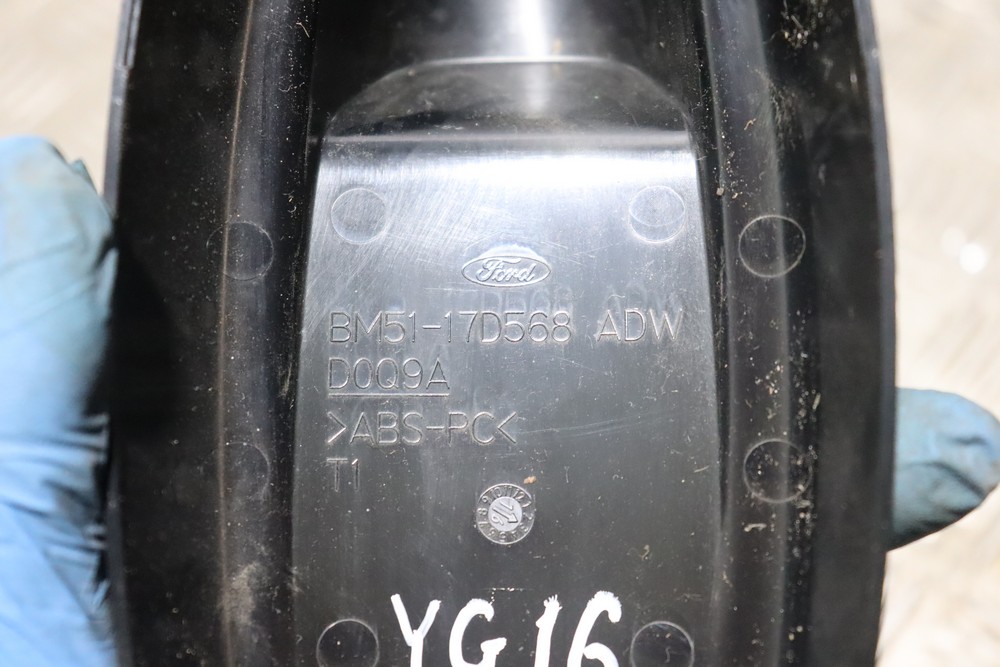 Ford
BM51-17D568 ADW
D0Q9A
>ABS-PC<
T1
YG16